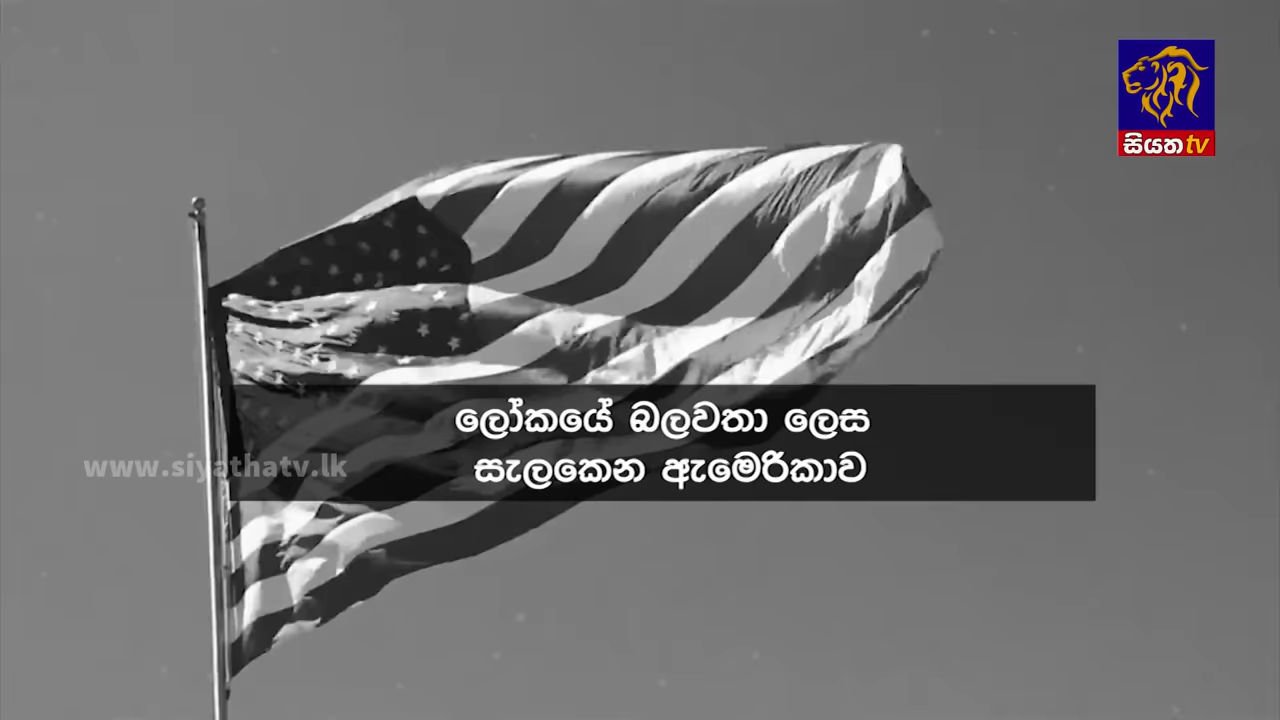 සියත tv
ලෝකයේ බලවතා ලෙස
සැලකෙන ඇමෙරිකාව
www.siyathatv.lk